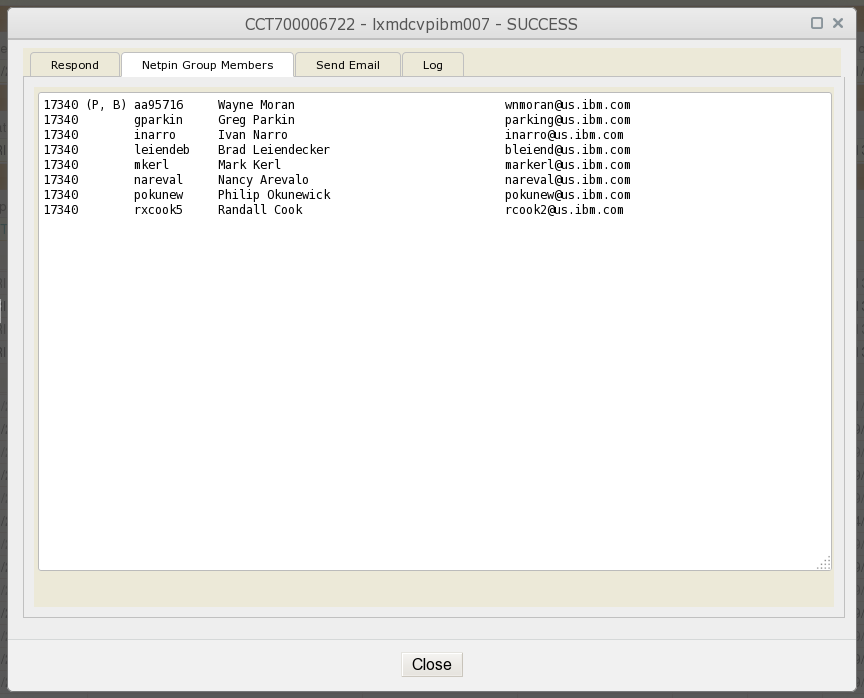 CCT700006722 - lxmdcvpibm007 - SUCCESS
Respond Netpin Group Members Send Email Log
17340 (P, B) aa95716 Wayne Moran wnmoran@us.ibm.com
17340 gparkin Greg Parkin parking@us.ibm.com
17340 inarro Ivan Narro inarro@us.ibm.com
17340 leiendeb Brad Leiendecker bleiend@us.ibm.com
17340 mkerl Mark Kerl markerl@us.ibm.com
17340 nareval Nancy Arevalo nareval@us.ibm.com
17340 pokunew Philip Okunewick pokunew@us.ibm.com
17340 rxcook5 Randall Cook rcook2@us.ibm.com
Close